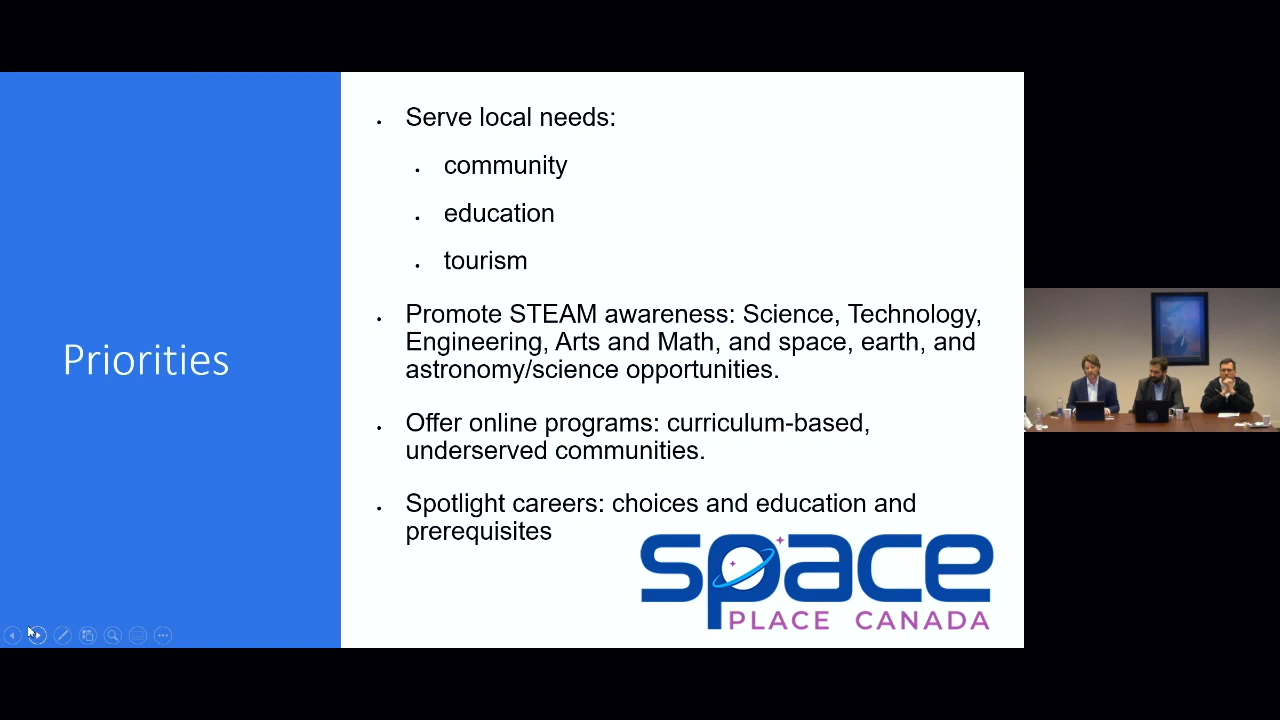 Priorities
Serve local needs:
community
education
tourism
Promote STEAM awareness: Science, Technology,
Engineering, Arts and Math, and space, earth, and
astronomy/science opportunities.
Offer online programs: curriculum-based,
underserved communities.
Spotlight careers: choices and education and
prerequisites
space
PLACE CANADA